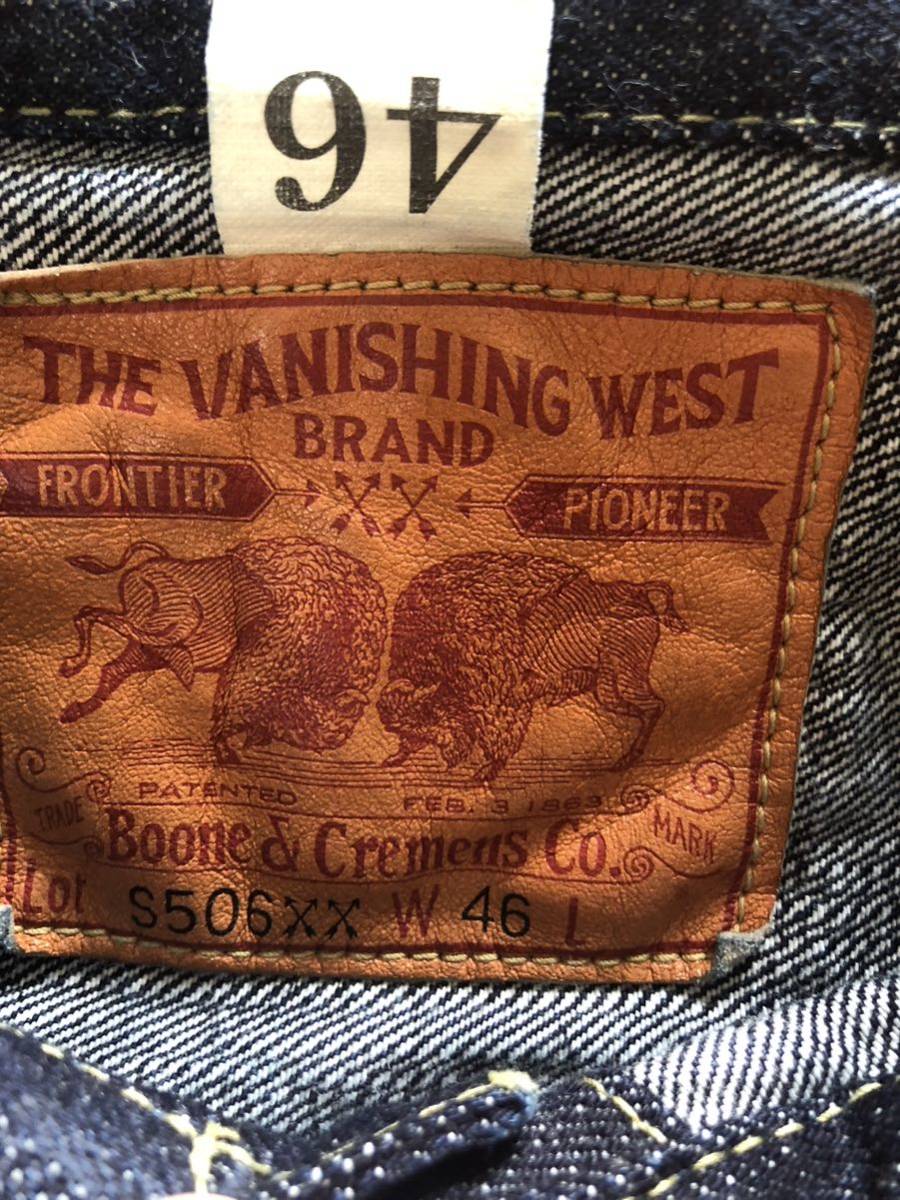 46
THE VANISHING WEST
BRAND
FRONTIER PIONEER
PATENTED FEB. 3 1863
TRADE MARK
Boone & Cremens Co.
Lot S506XX W 46 L